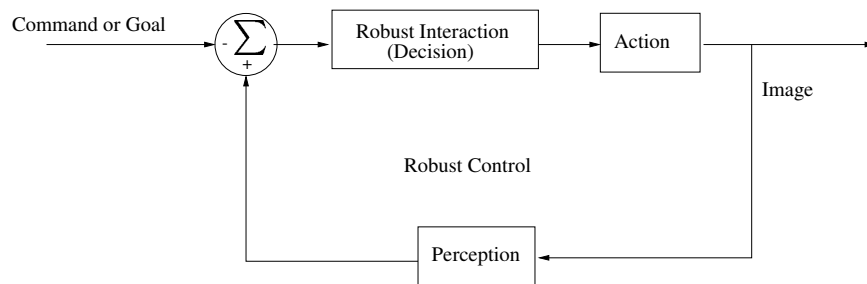 Command or Goal
- Σ
+
Robust Interaction
(Decision)
Action
Image
Robust Control
Perception